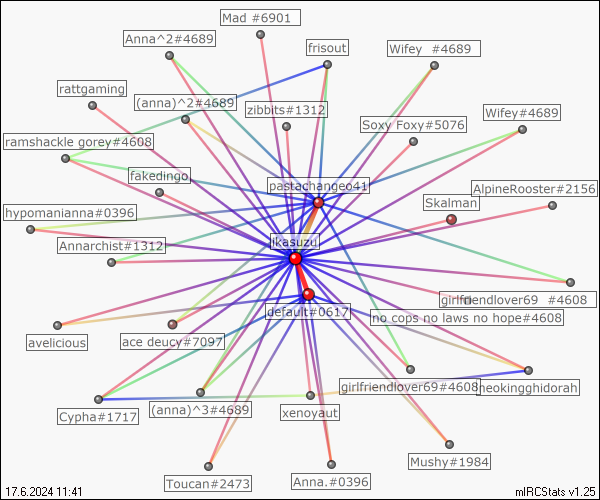 Mad #6901
Anna^2#4689
frisout
Wifey  #4689
rattgaming
(anna)^2#4689
zibbits#1312
Wifey#4689
Soxy Foxy#5076
ramshackle gorey#4608
fakedingo
pastachangeo41
AlpineRooster#2156
Skalman
hypomanianna#0396
Annarchist#1312
Ikasuzu
girlfriendlover69  #4608
default#0617
no cops no laws no hope#4608
avelicious
ace deucy#7097
girlfriendlover69#4608
neokingghidorah
Cypha#1717
(anna)^3#4689
xenoyaut
Mushy#1984
Toucan#2473
Anna.#0396
17.6.2024 11:41
mIRCStats v1.25